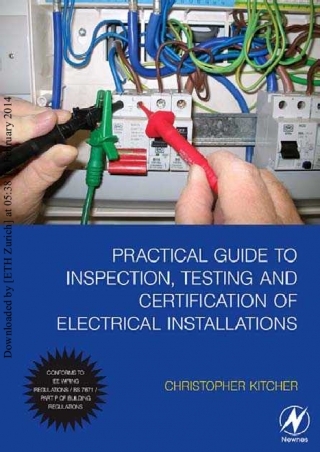 Downloaded by [ETH Zurich] at 05:38
ruary 2014
PRACTICAL GUIDE TO
INSPECTION, TESTING AND
CERTIFICATION OF
ELECTRICAL INSTALLATIONS
CONFORMS TO
IEE WIRING
REGULATIONS / BS 7671 /
PART P OF BUILDING
REGULATIONS
CHRISTOPHER KITCHER
Newnes